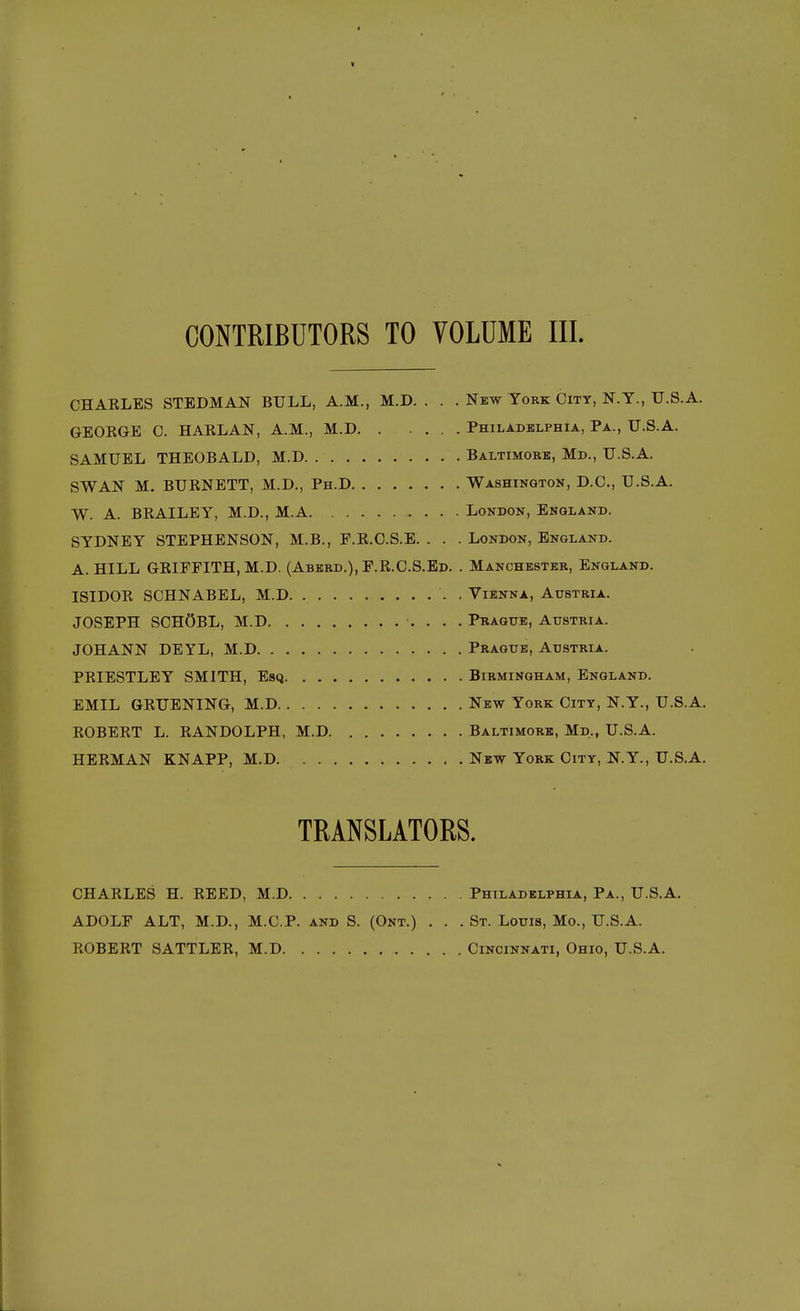 CONTRIBUTORS TO VOLUME III.
CHARLES STEDMAN BULL, A.M., M.D. . . . New York City, N.Y., U.S.A.
GEORGE C. HARLAN, A.M., M.D. . . . . . . Philadelphia, Pa., U.S.A.
SAMUEL THEOBALD, M.D. . . . . . . . . . . Baltimore, Md., U.S.A.
SWAN M. BURNETT, M.D., Ph.D. . . . . . . . Washington, D.C., U.S.A.
W. A. BRAILEY, M.D., M.A. . . . . . . . . . London, England.
SYDNEY STEPHENSON, M.B., F.R.C.S.E. . . . London, England.
A. HILL GRIFFITH, M.D. (Aberd.), F.R.C.S.Ed. . Manchester, England.
ISIDOR SCHNABEL, M.D. . . . . . . . . . . . Vienna, Austria.
JOSEPH SCHÖBL, M.D. . . . . . . . . . . . . Prague, Austria.
JOHANN DEYL, M.D. . . . . . . . . . . . . . Prague, Austria.
PRIESTLEY SMITH, Esq. . . . . . . . . . . . Birmingham, England.
EMIL GRUENING, M.D. . . . . . . . . . . . . New York City, N.Y., U.S.A.
ROBERT L. RANDOLPH, M.D. . . . . . . . . Baltimore, Md., U.S.A.
HERMAN KNAPP, M.D. . . . . . . . . . . . . New York City, N.Y., U.S.A.
TRANSLATORS.
CHARLES H. REED, M.D. . . . . . . . . . . . Philadelphia, Pa., U.S.A.
ADOLF ALT, M.D., M.C.P. and S. (Ont.) . . . St. Louis, Mo., U.S.A.
ROBERT SATTLER, M.D. . . . . . . . . . . . Cincinnati, Ohio, U.S.A.